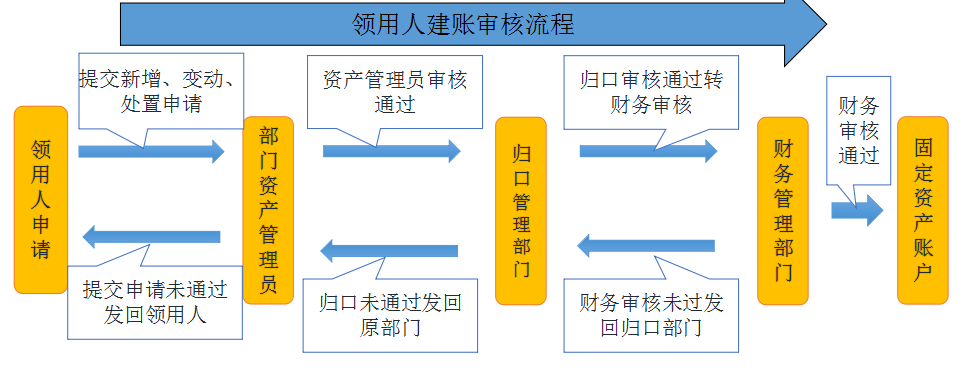 领用人建账审核流程
提交新增、变动、
处置申请
资产管理员审核
通过
归口审核通过转
财务审核
财务
审核
通过
领用人申请
部门资产管理员
归口管理部门
财务管理部门
固定资产账户
提交申请未通过
发回领用人
归口未通过发回
原部门
财务审核未过发
回归口部门